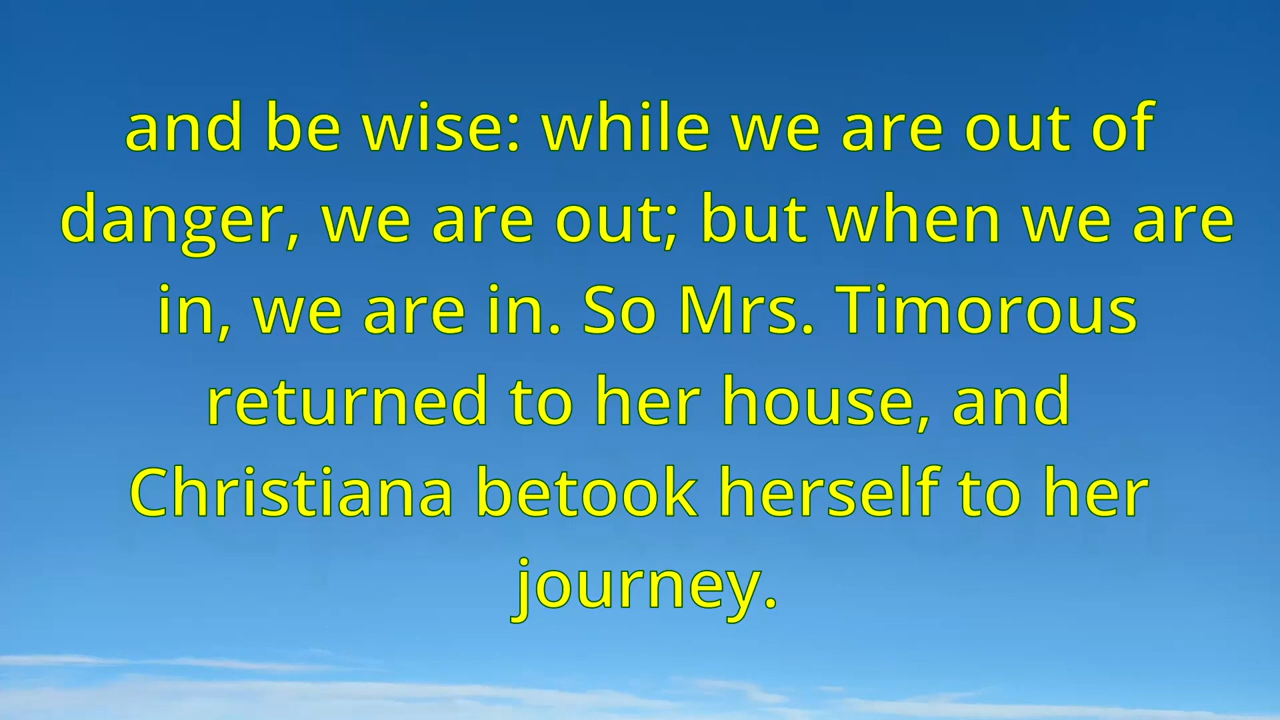 and be wise: while we are out of
danger, we are out; but when we are
in, we are in. So Mrs. Timorous
returned to her house, and
Christiana betook herself to her
journey.